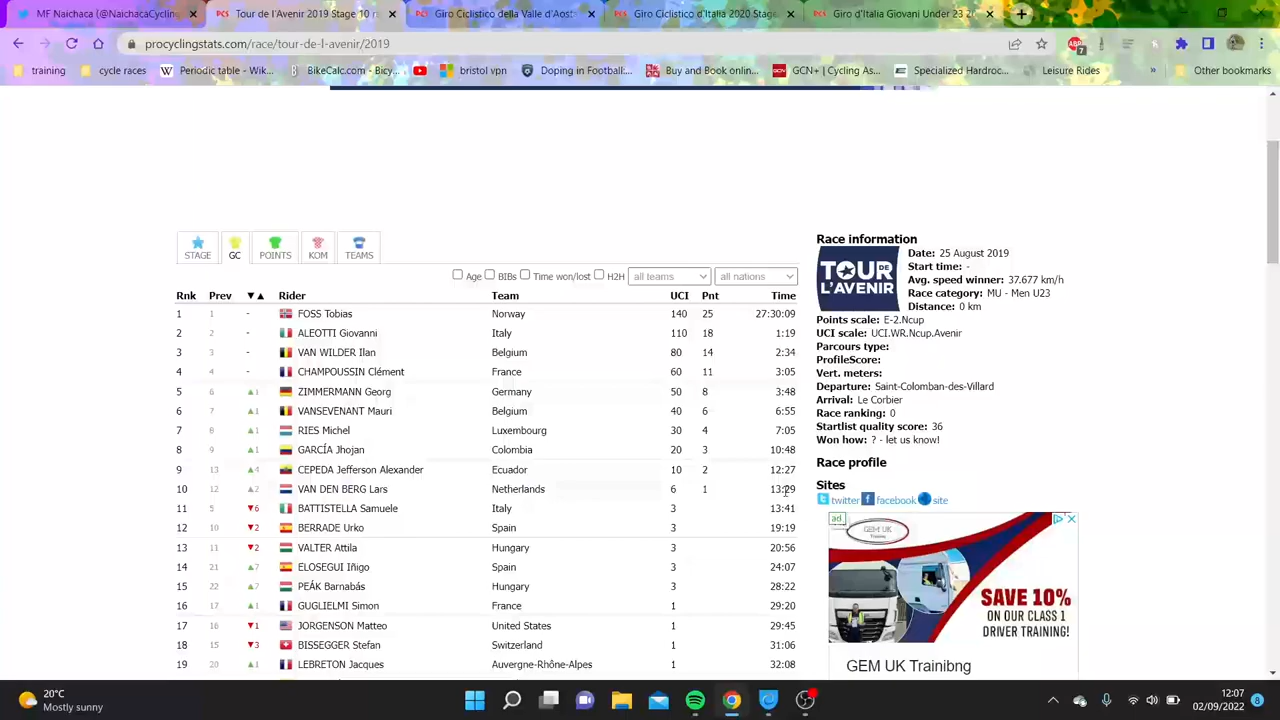 MF Naichaca (@NaichacaCycling
Tour de l'Avenir 2019 Stage 10 r
Giro Ciclistico della Valle d'Aost
Giro Ciclistico d'Italia 2020 Stage
Giro d'Italia Giovani Under 23 2
procyclingstats.com/race/tour-de-l-avenir/2019
training cycle races Periodic table - Wik... BikeCalc.com - Bicy... bristol vpn Doping in Football:... Buy and Book onlin... GCN+ | Cycling As... Specialized Hardroc... Leisure Rides » Other bookmarks
STAGE GC POINTS KOM TEAMS
Age BIBs Time won/lost H2H all teams all nations
Rnk Prev ▼▲ Rider Team UCI Pnt Time
1 1 - FOSS Tobias Norway 140 25 27:30:09
2 2 - ALEOTTI Giovanni Italy 110 18 1:19
3 3 - VAN WILDER Ilan Belgium 80 14 2:34
4 4 - CHAMPOUSSIN Clément France 60 11 3:05
5 6 ▲1 ZIMMERMANN Georg Germany 50 8 3:48
6 7 ▲1 VANSEVENANT Mauri Belgium 40 6 6:55
7 8 ▲1 RIES Michel Luxembourg 30 4 7:05
8 9 ▲1 GARCÍA Jhojan Colombia 20 3 10:48
9 13 ▲4 CEPEDA Jefferson Alexander Ecuador 10 2 12:27
10 12 ▲2 VAN DEN BERG Lars Netherlands 6 1
11 5 ▼6 BATTISTELLA Samuele Italy 3 13:41
12 10 ▼2 BERRADE Urko Spain 3 19:19
13 11 ▼2 VALTER Attila Hungary 3 20:56
14 21 ▲7 ELOSEGUI Iñigo Spain 3 24:07
15 22 ▲7 PEÁK Barnabás Hungary 3 28:22
16 17 ▲1 GUGLIELMI Simon France 1 29:20
17 16 ▼1 JORGENSON Matteo United States 1 29:45
18 15 ▼3 BISSEGGER Stefan Switzerland 1 31:06
19 20 ▲1 LEBRETON Jacques Auvergne-Rhône-Alpes 1 32:08
Race information
TOUR DE L'AVENIR
Date: 25 August 2019
Start time: -
Avg. speed winner: 37.677 km/h
Race category: MU - Men U23
Distance: 0 km
Points scale: E-2.Ncup
UCI scale: UCI.WR.Ncup.Avenir
Parcours type:
ProfileScore:
Vert. meters:
Departure: Saint-Colomban-des-Villard
Arrival: Le Corbier
Race ranking: 0
Startlist quality score: 36
Won how: ? - let us know!
Race profile
Sites
twitter facebook site
ad
GEM UK
Training
SAVE 10%
ON OUR CLASS 1
DRIVER TRAINING!
GEM UK Trainibng
20°C
Mostly sunny
12:07
02/09/2022
8